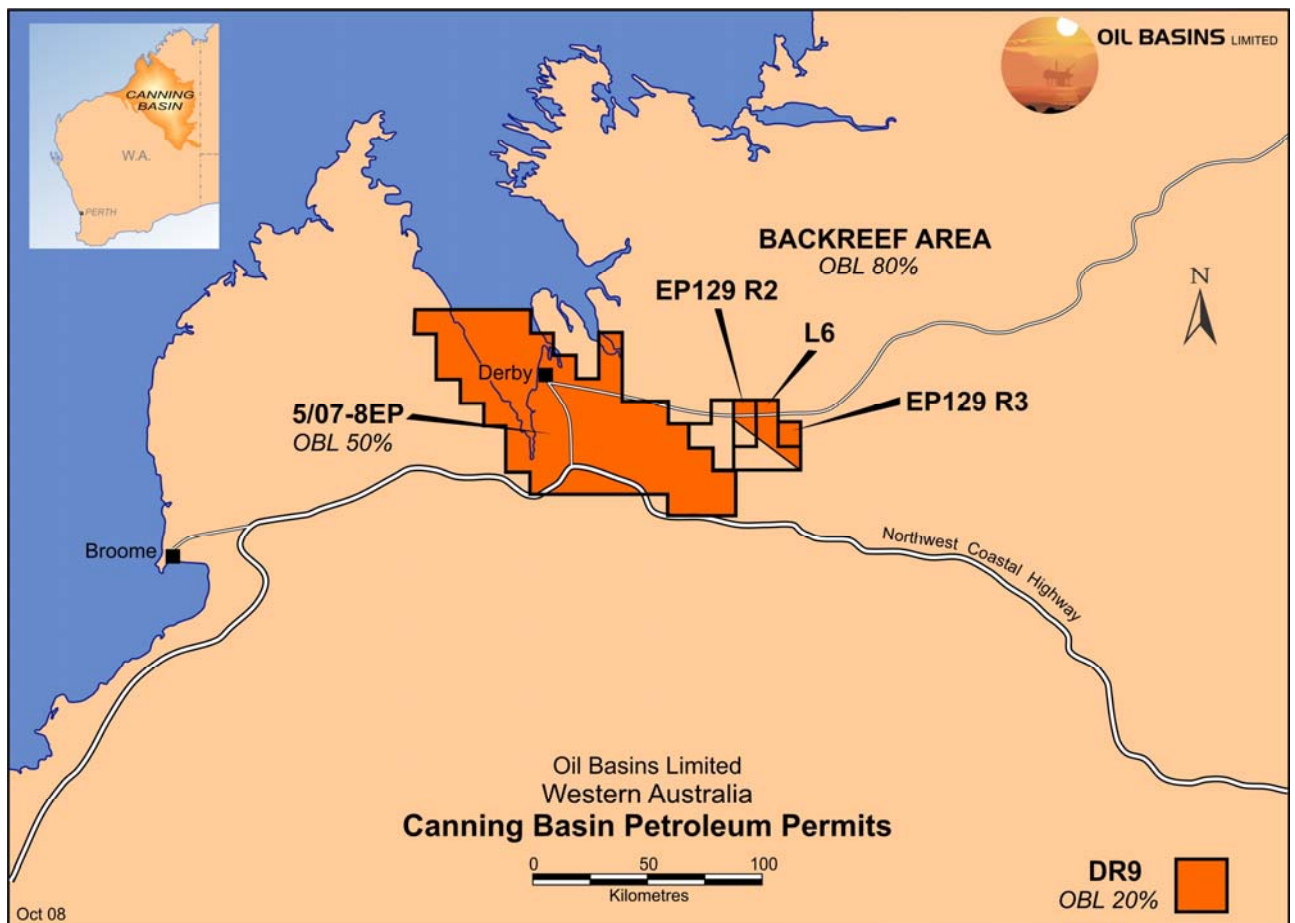 CANNING
BASIN
W.A.
PERTH
OIL BASINS LIMITED
BACKREEF AREA
OBL 80%
EP129 R2
L6
N
EP129 R3
Derby
5/07-8EP
OBL 50%
Broome
Northwest Coastal Highway
Oil Basins Limited
Western Australia
Canning Basin Petroleum Permits
0 50 100
Kilometres
DR9
OBL 20%
Oct 08